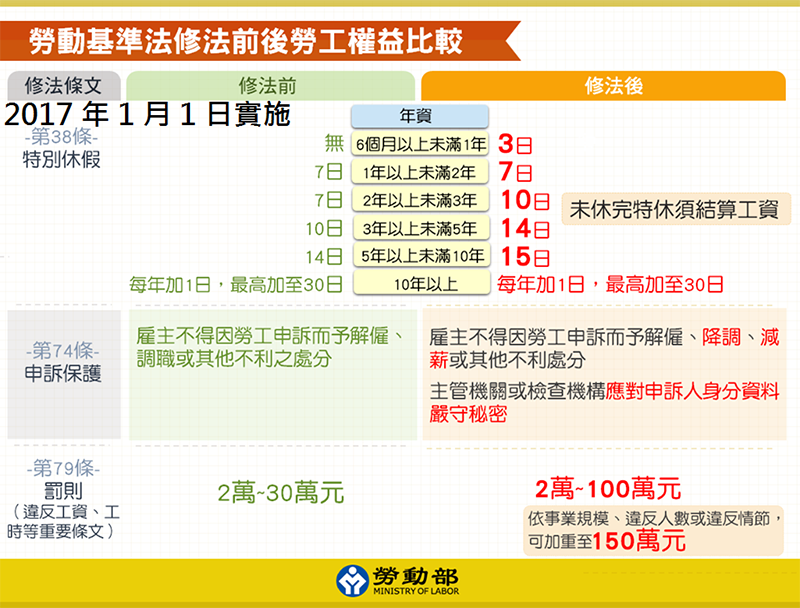 勞動基準法修法前後勞工權益比較
修法條文 修法前 修法後
2017 年 1 月 1 日實施
-第38條-
特別休假
年資
無 6個月以上未滿1年 3日
7日 1年以上未滿2年 7日
7日 2年以上未滿3年 10日
10日 3年以上未滿5年 14日
14日 5年以上未滿10年 15日
每年加1日，最高加至30日 10年以上 每年加1日，最高加至30日
未休完特休須結算工資
-第74條-
申訴保護
雇主不得因勞工申訴而予解僱、
調職或其他不利之處分
雇主不得因勞工申訴而予解僱、降調、減
薪或其他不利處分
主管機關或檢查機構應對申訴人身分資料
嚴守秘密
-第79條-
罰則
（違反工資、工
時等重要條文）
2萬~30萬元
2萬~100萬元
依事業規模、違反人數或違反情節，
可加重至150萬元
勞動部
MINISTRY OF LABOR